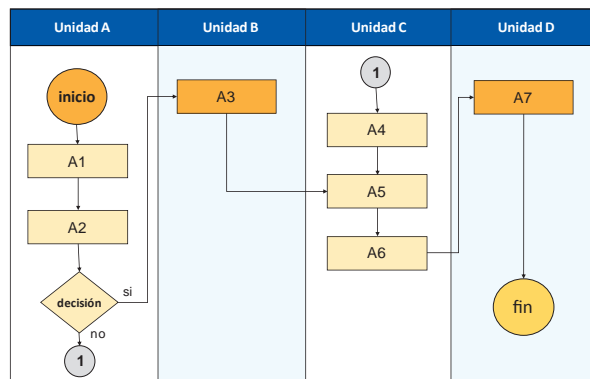 Unidad A
Unidad B
Unidad C
Unidad D
inicio
A1
A2
decisión
si
no
1
A3
1
A4
A5
A6
A7
fin